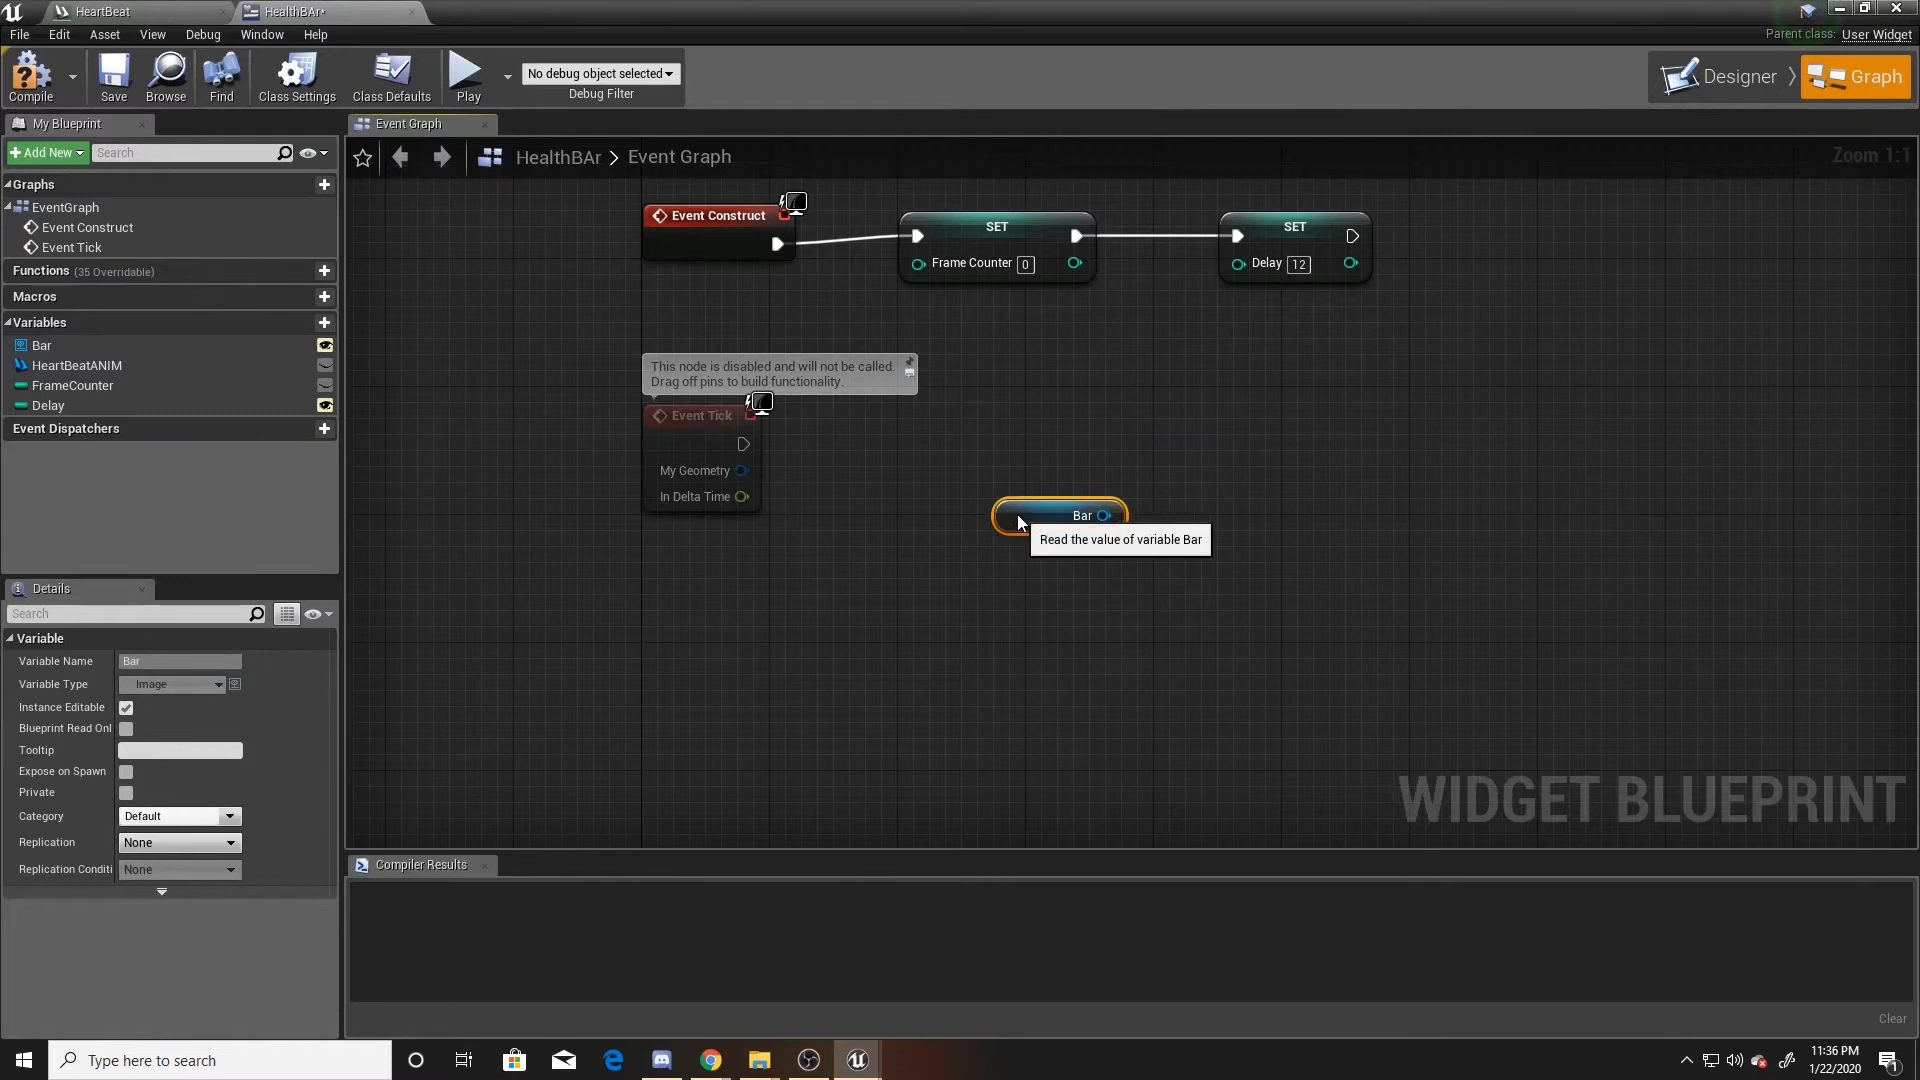 HeartBeat
HealthBAr*
File Edit Asset View Debug Window Help
Parent class: User Widget
Compile
Save
Browse
Find
Class Settings
Class Defaults
Play
No debug object selected
Debug Filter
Designer
Graph
My Blueprint
Event Graph
Add New
Search
HealthBAr > Event Graph
Zoom 1:1
Graphs
EventGraph
Event Construct
Event Tick
Functions (35 Overridable)
Macros
Variables
Bar
HeartBeatANIM
FrameCounter
Delay
Event Dispatchers
Event Construct
SET
Frame Counter 0
SET
Delay 12
This node is disabled and will not be called.
Drag off pins to build functionality.
Event Tick
My Geometry
In Delta Time
Bar
Read the value of variable Bar
WIDGET BLUEPRINT
Details
Search
Variable
Variable Name Bar
Variable Type Image
Instance Editable
Blueprint Read Onl
Tooltip
Expose on Spawn
Private
Category Default
Replication None
Replication Conditi None
Compiler Results
Clear
Type here to search
11:36 PM
1/22/2020
1